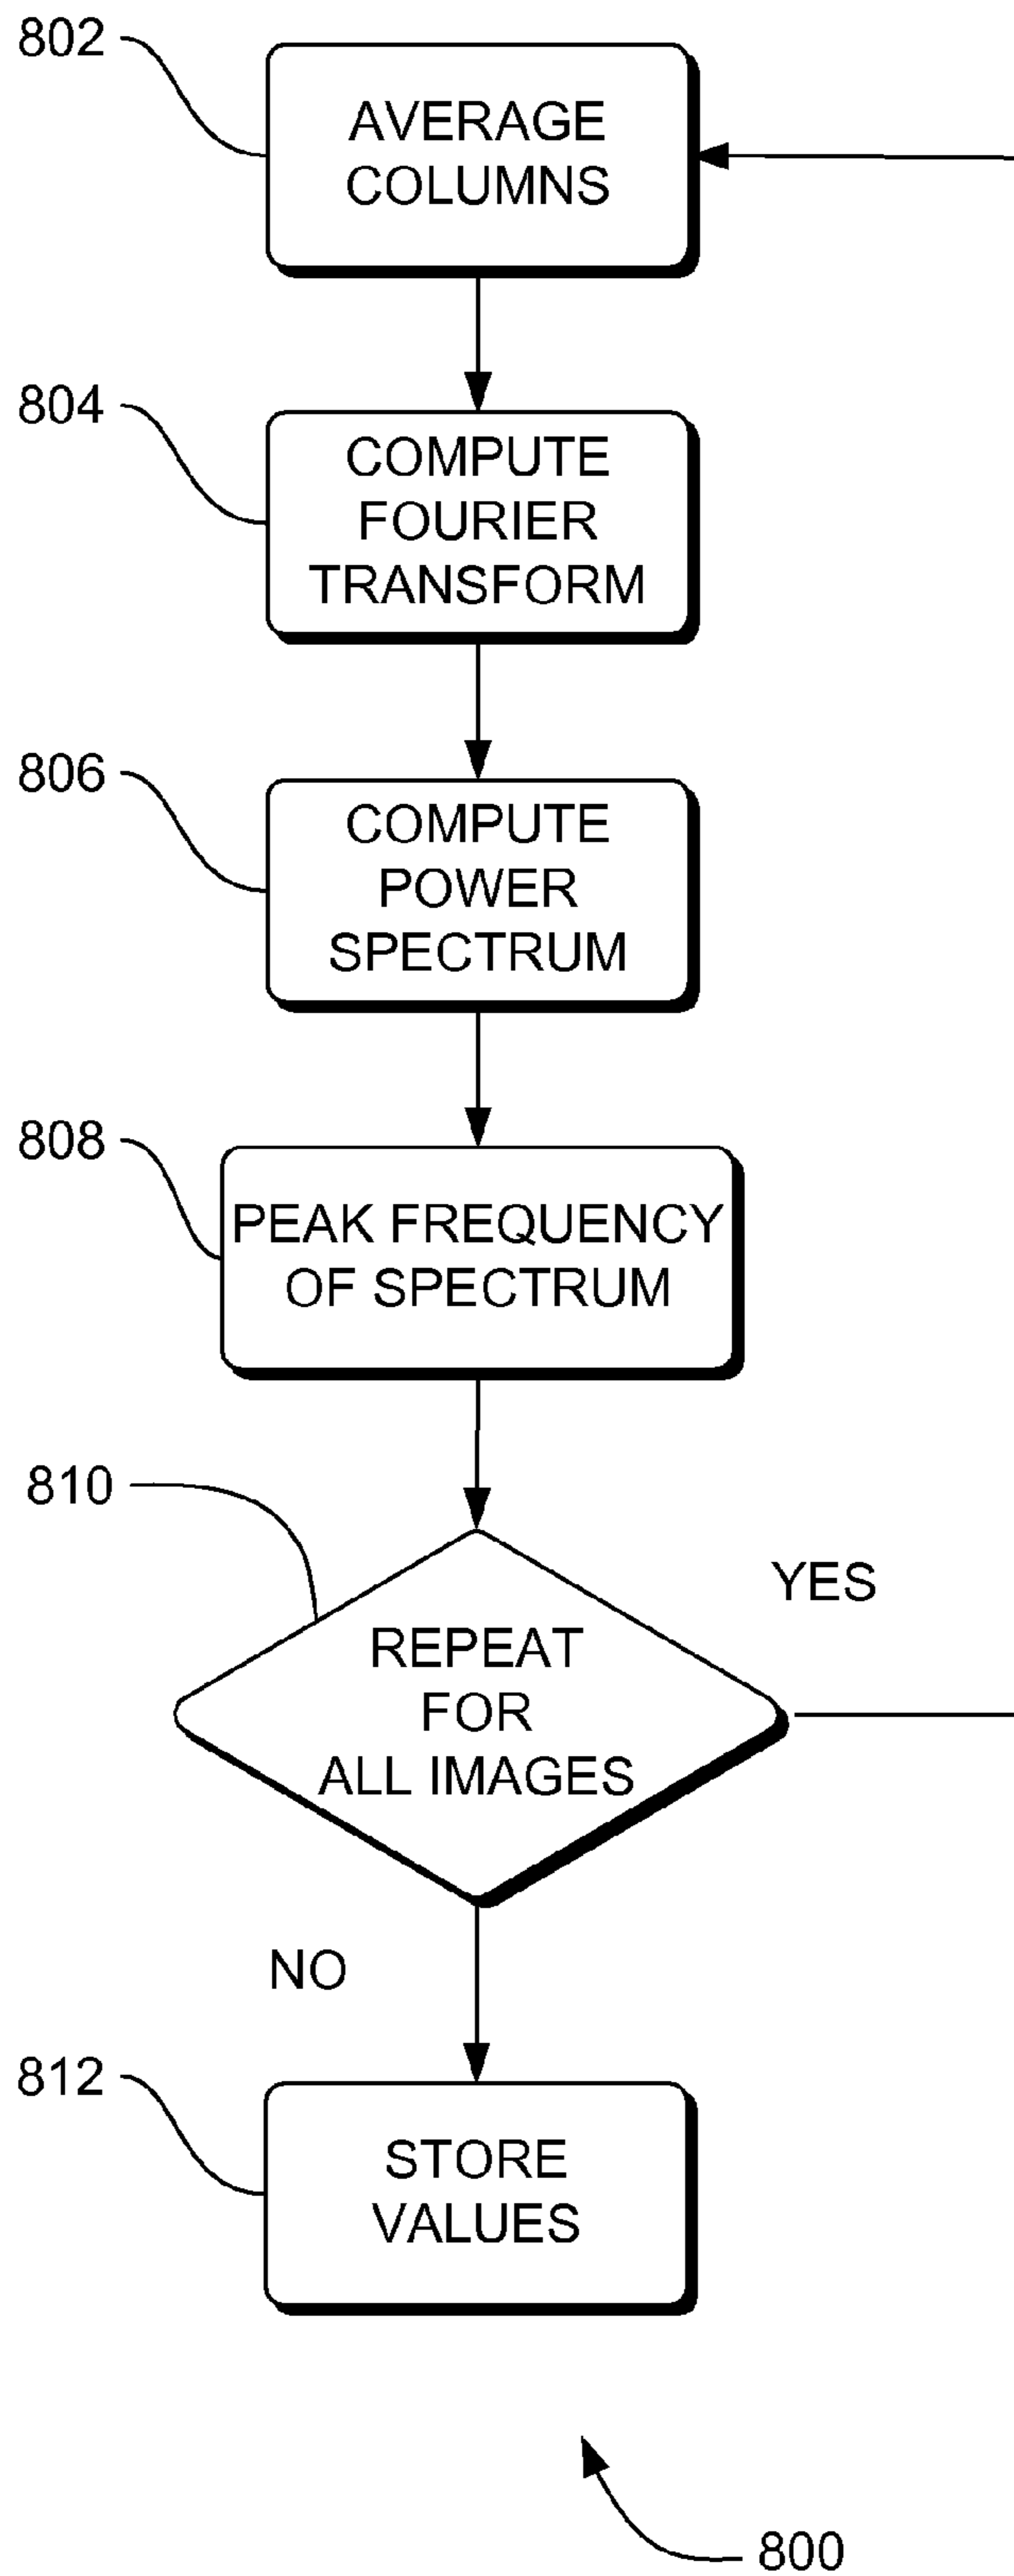 802
AVERAGE
COLUMNS
804
COMPUTE
FOURIER
TRANSFORM
806
COMPUTE
POWER
SPECTRUM
808
PEAK FREQUENCY
OF SPECTRUM
810
YES
REPEAT
FOR
ALL IMAGES
NO
812
STORE
VALUES
800